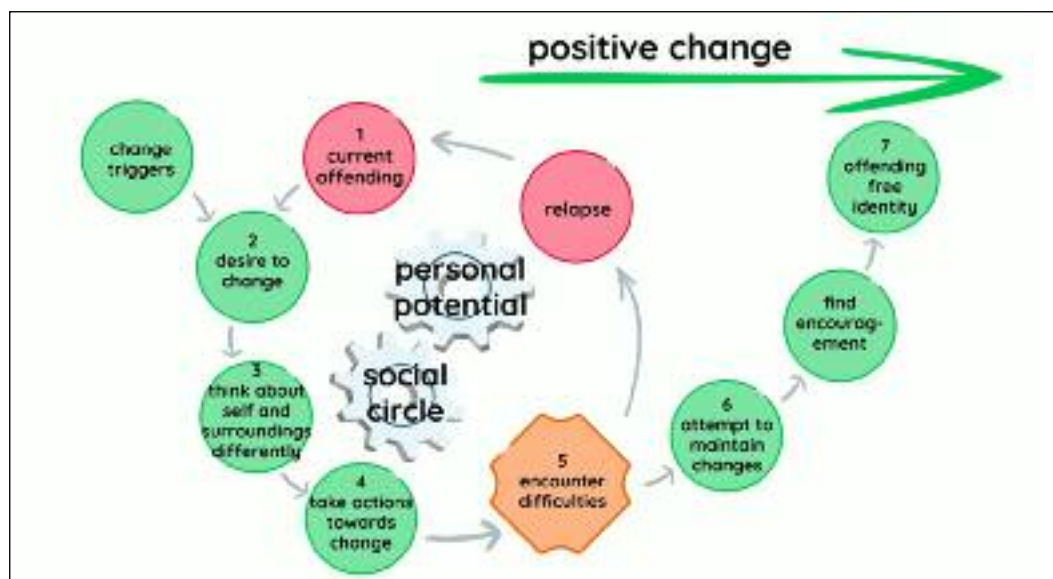 positive change
change
triggers
1
current
offending
7
offending
free
identity
relapse
2
desire to
change
personal
potential
find
encourag-
ement
3
think about
self and
surroundings
differently
social
circle
6
attempt to
maintain
changes
5
encounter
difficulties
4
take actions
towards
change